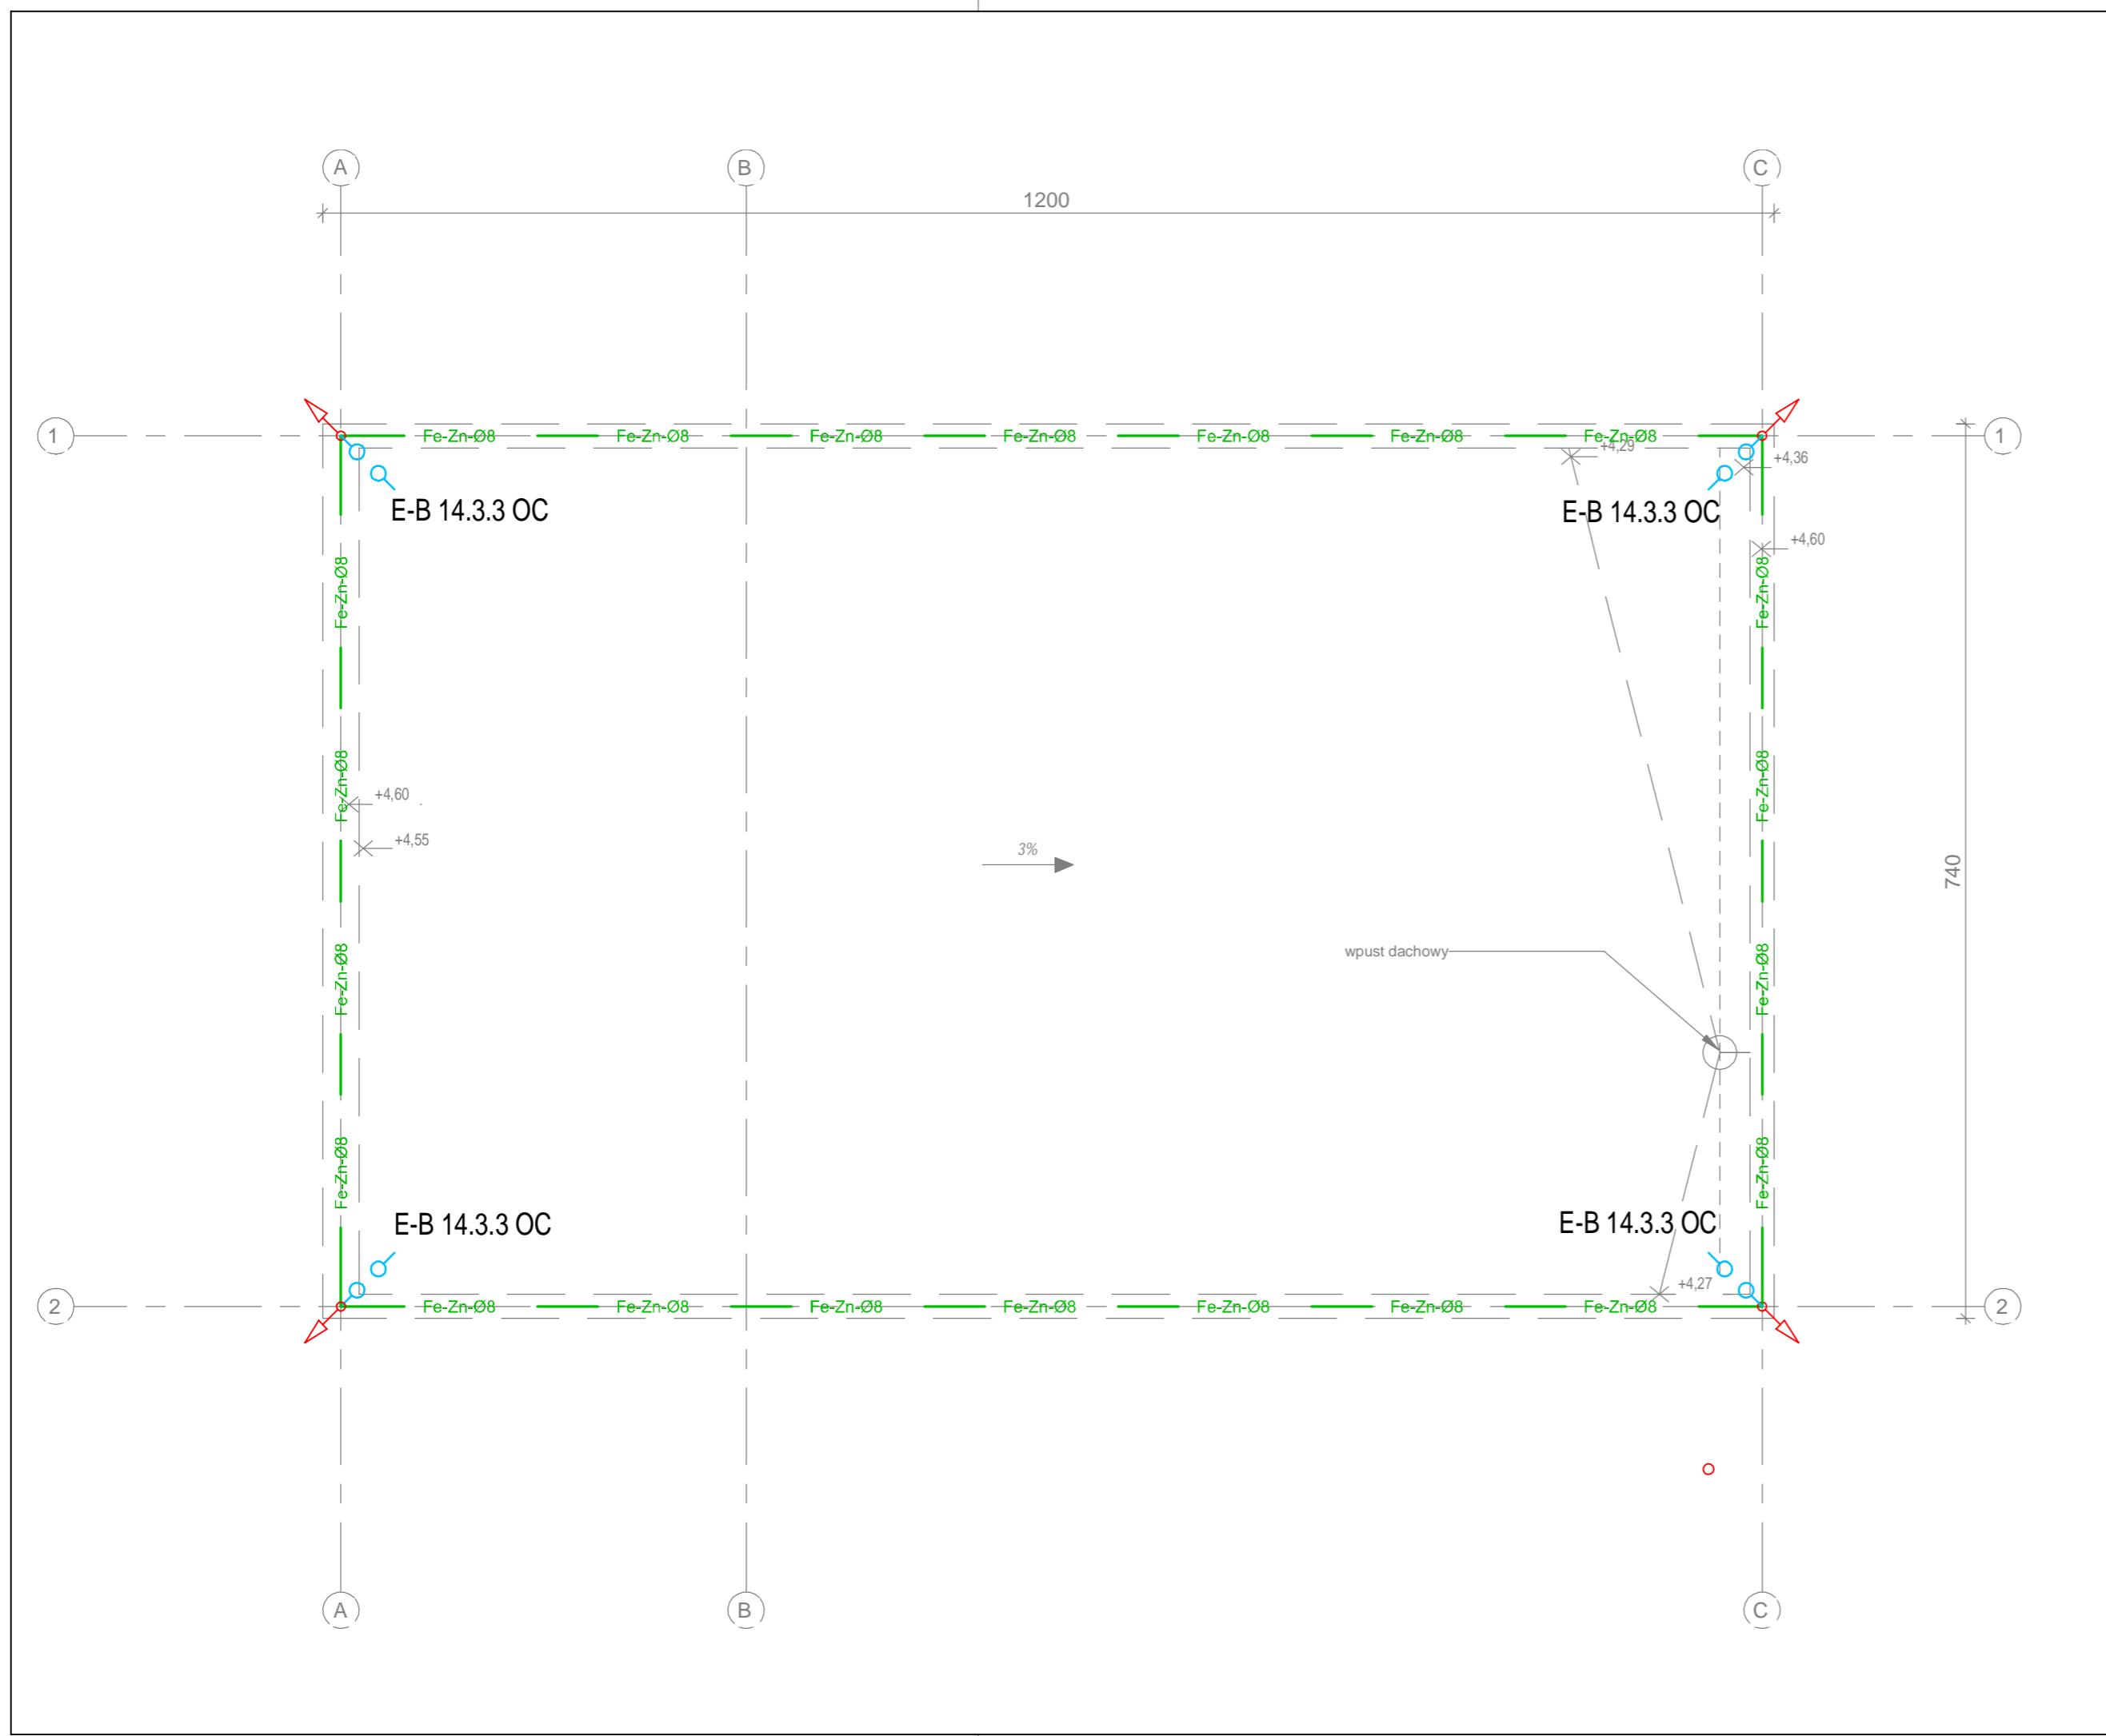 A B C
1200
1 Fe-Zn-Ø8 Fe-Zn-Ø8 Fe-Zn-Ø8 Fe-Zn-Ø8 Fe-Zn-Ø8 Fe-Zn-Ø8 Fe-Zn-Ø8 1
+4,29
+4,36
E-B 14.3.3 OC E-B 14.3.3 OC
+4,60
Fe-Zn-Ø8 Fe-Zn-Ø8
Fe-Zn-Ø8 Fe-Zn-Ø8
+4,60
+4,55
3%
740
wpust dachowy
Fe-Zn-Ø8 Fe-Zn-Ø8
Fe-Zn-Ø8 Fe-Zn-Ø8
E-B 14.3.3 OC E-B 14.3.3 OC
+4,27
2 Fe-Zn-Ø8 Fe-Zn-Ø8 Fe-Zn-Ø8 Fe-Zn-Ø8 Fe-Zn-Ø8 Fe-Zn-Ø8 Fe-Zn-Ø8 2
A B C